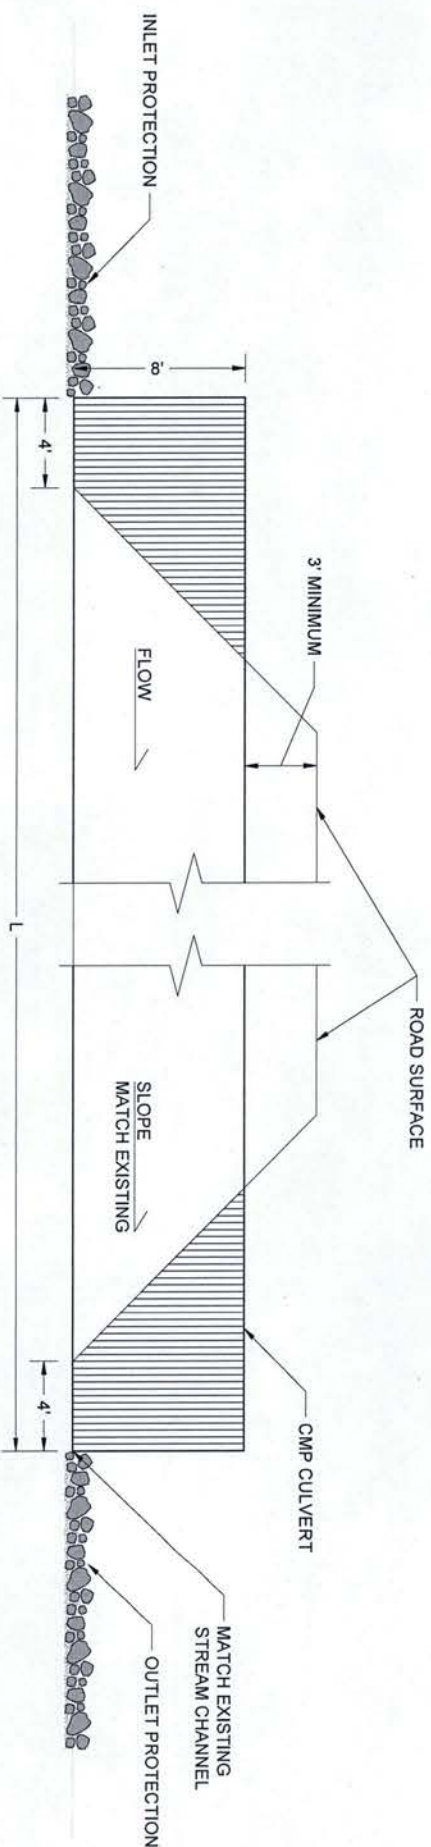 ROAD SURFACE
3' MINIMUM
CMP CULVERT
INLET PROTECTION
8'
FLOW
SLOPE
MATCH EXISTING
MATCH EXISTING
STREAM CHANNEL
4'
4'
OUTLET PROTECTION
L